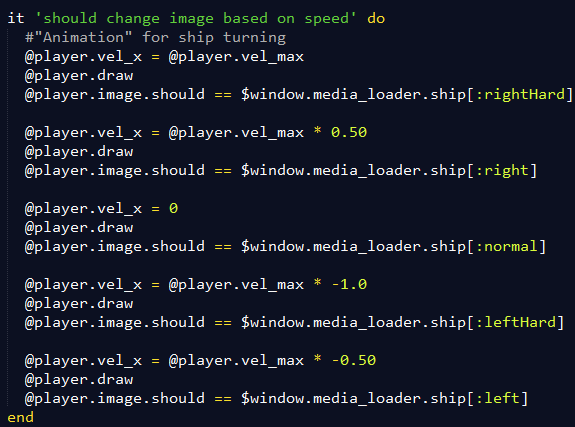 it 'should change image based on speed' do
  #"Animation" for ship turning
  @player.vel_x = @player.vel_max
  @player.draw
  @player.image.should == $window.media_loader.ship[:rightHard]

  @player.vel_x = @player.vel_max * 0.50
  @player.draw
  @player.image.should == $window.media_loader.ship[:right]

  @player.vel_x = 0
  @player.draw
  @player.image.should == $window.media_loader.ship[:normal]

  @player.vel_x = @player.vel_max * -1.0
  @player.draw
  @player.image.should == $window.media_loader.ship[:leftHard]

  @player.vel_x = @player.vel_max * -0.50
  @player.draw
  @player.image.should == $window.media_loader.ship[:left]
end